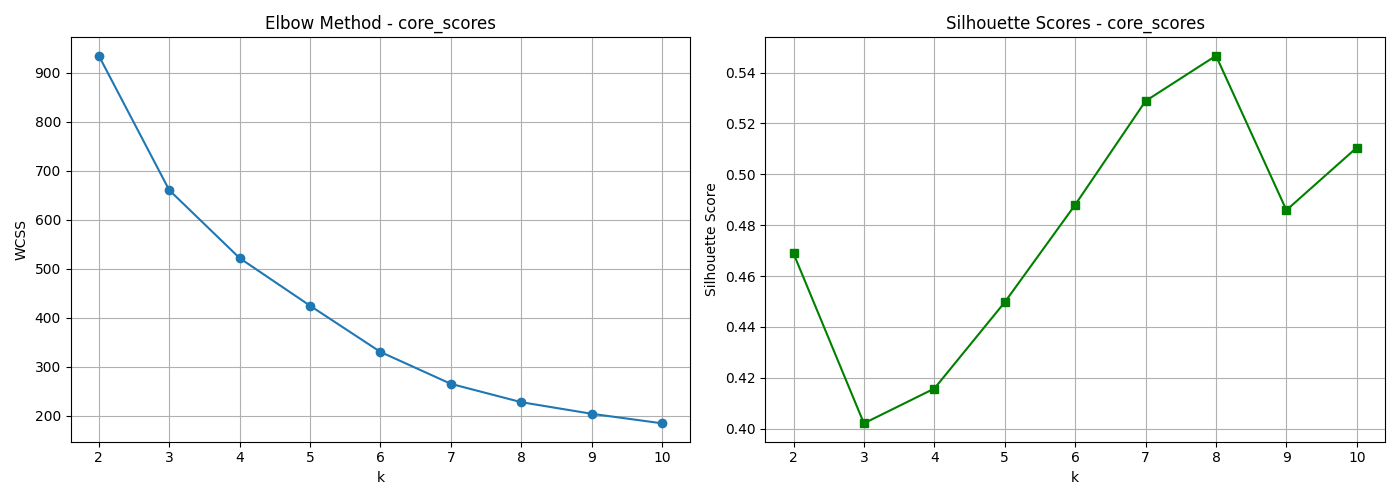 Elbow Method - core_scores
WCSS
900
800
700
600
500
400
300
200
2 3 4 5 6 7 8 9 10
k
Silhouette Scores - core_scores
Silhouette Score
0.54
0.52
0.50
0.48
0.46
0.44
0.42
0.40
2 3 4 5 6 7 8 9 10
k